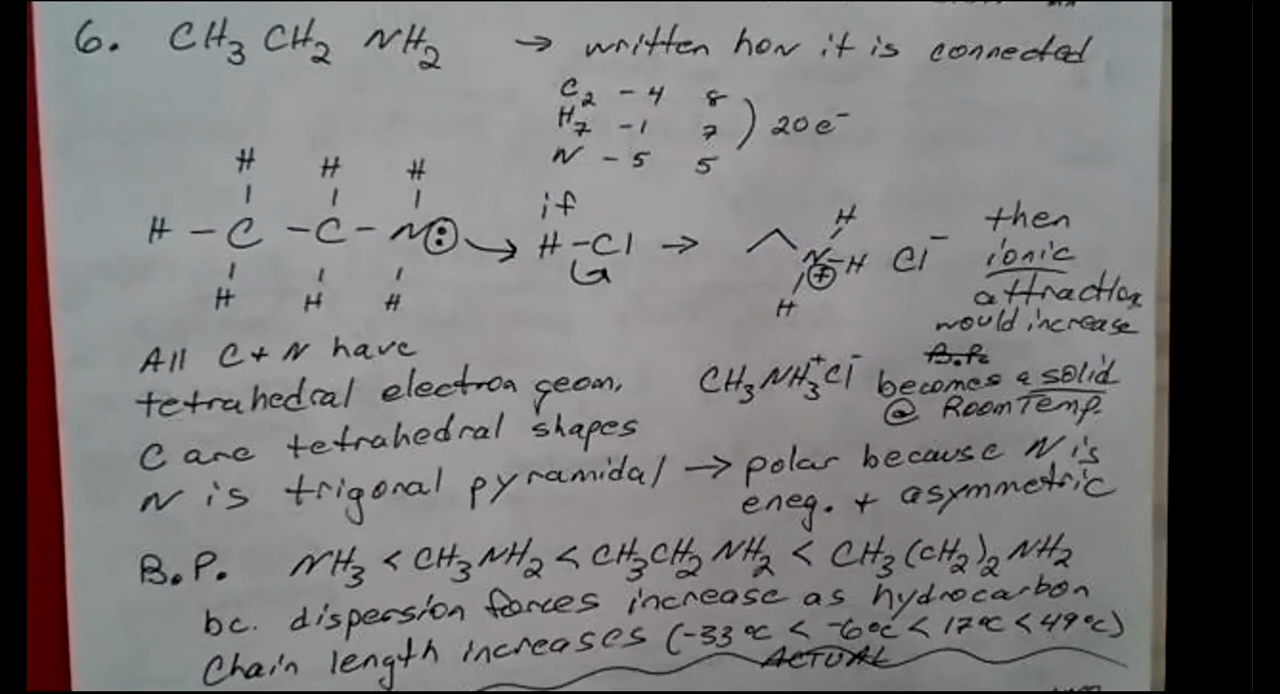 6. CH3 CH2 NH2 → written how it is connected
C2 - 4 8
H7 - 1 7 ) 20 e-
N - 5 5
H H H
H - C - C - N:
H H H
if
H - Cl →
H
N - H Cl-
+
H
then
ionic
attraction
would increase
B.P.
All C + N have
tetrahedral electron geom.
C are tetrahedral shapes
N is trigonal pyramidal → polar because N is
eneg. + asymmetric
CH3NH3+Cl- becomes a solid
@ Room Temp.
B.P. NH3 < CH3NH2 < CH3CH2NH2 < CH3(CH2)2NH2
bc. dispersion forces increase as hydrocarbon
chain length increases (-33°C < -6°C < 17°C < 49°C)
ACTUAL